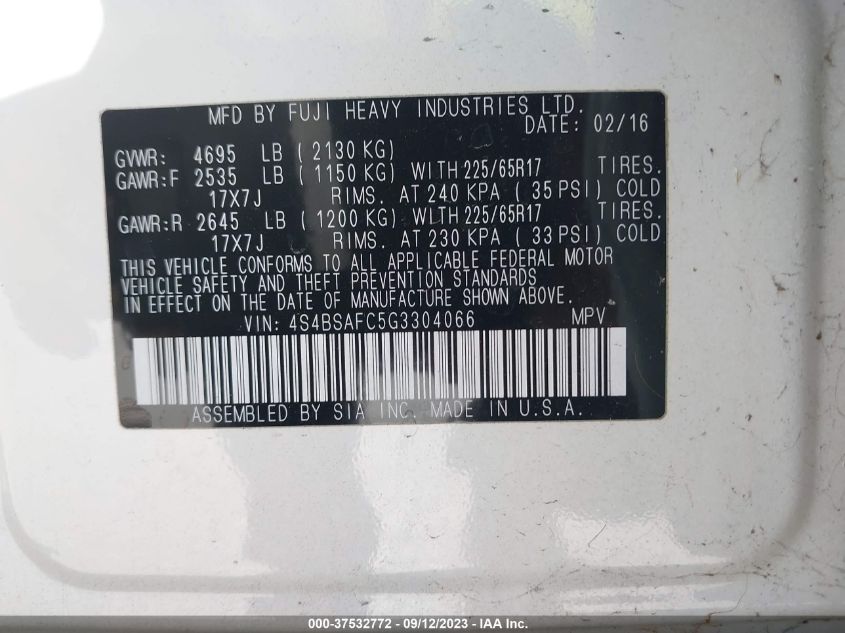 MFD BY FUJI HEAVY INDUSTRIES LTD.
DATE: 02/16
GVWR: 4695 LB (2130 KG)
GAWR:F 2535 LB (1150 KG) WITH 225/65R17 TIRES.
17X7J RIMS. AT 240 KPA (35 PSI) COLD
GAWR:R 2645 LB (1200 KG) WITH 225/65R17 TIRES.
17X7J RIMS. AT 230 KPA (33 PSI) COLD
THIS VEHICLE CONFORMS TO ALL APPLICABLE FEDERAL MOTOR
VEHICLE SAFETY AND THEFT PREVENTION STANDARDS
IN EFFECT ON THE DATE OF MANUFACTURE SHOWN ABOVE.
VIN: 4S4BSAFC5G3304066 MPV
ASSEMBLED BY SIA INC. MADE IN U.S.A.
000-37532772 - 09/12/2023 - IAA Inc.